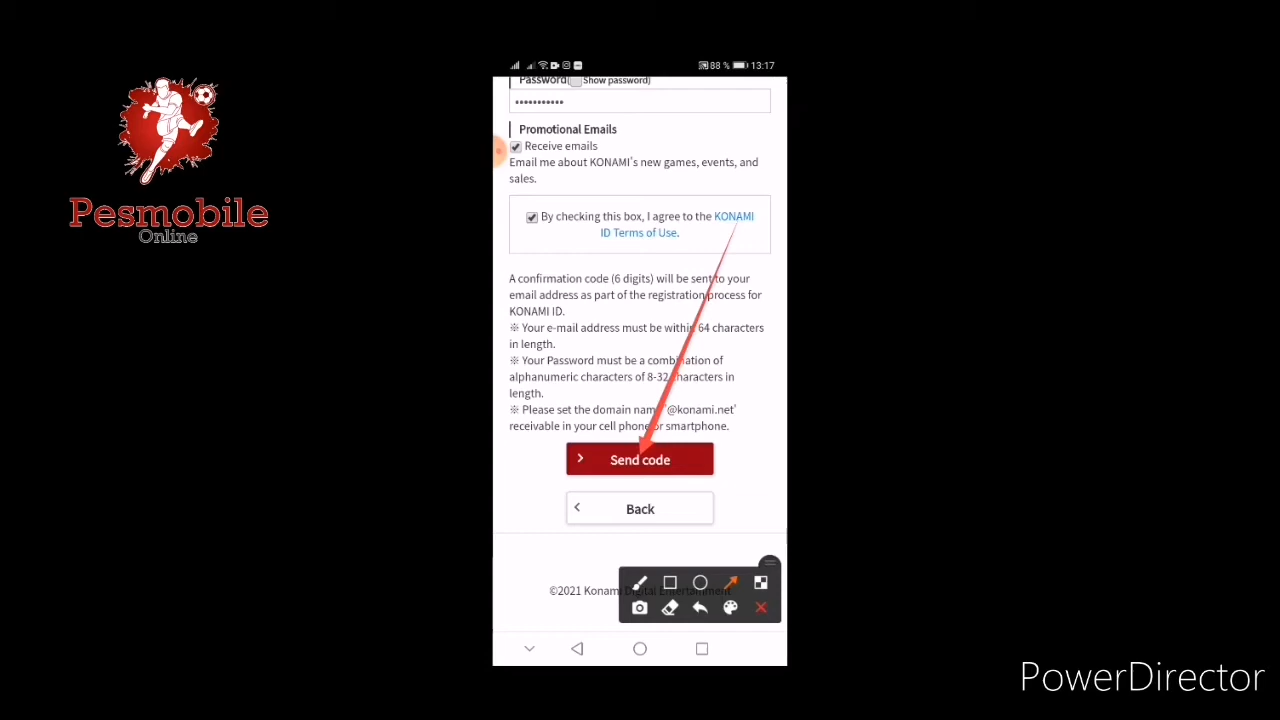 Pesmobile
Online
88 % 13:17
Password( Show password)
•••••••••••
Promotional Emails
Receive emails
Email me about KONAMI's new games, events, and
sales.
By checking this box, I agree to the KONAMI
ID Terms of Use.
A confirmation code (6 digits) will be sent to your
email address as part of the registration process for
KONAMI ID.
※ Your e-mail address must be within 64 characters
in length.
※ Your Password must be a combination of
alphanumeric characters of 8-32 characters in
length.
※ Please set the domain name '@konami.net'
receivable in your cell phone or smartphone.
Send code
Back
©2021 Konami Digital Entertainment
PowerDirector